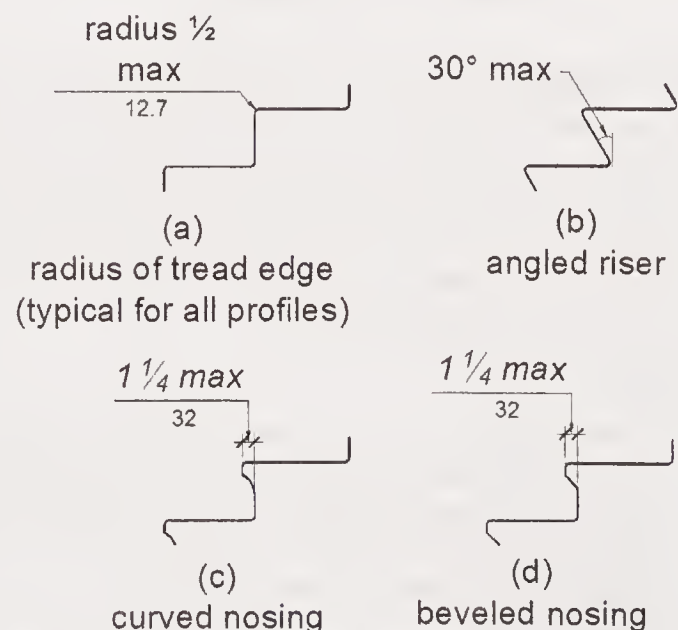 radius ½
max
12.7
(a)
radius of tread edge
(typical for all profiles)
30° max
(b)
angled riser
1 ¼ max
32
(c)
curved nosing
1 ¼ max
32
(d)
beveled nosing